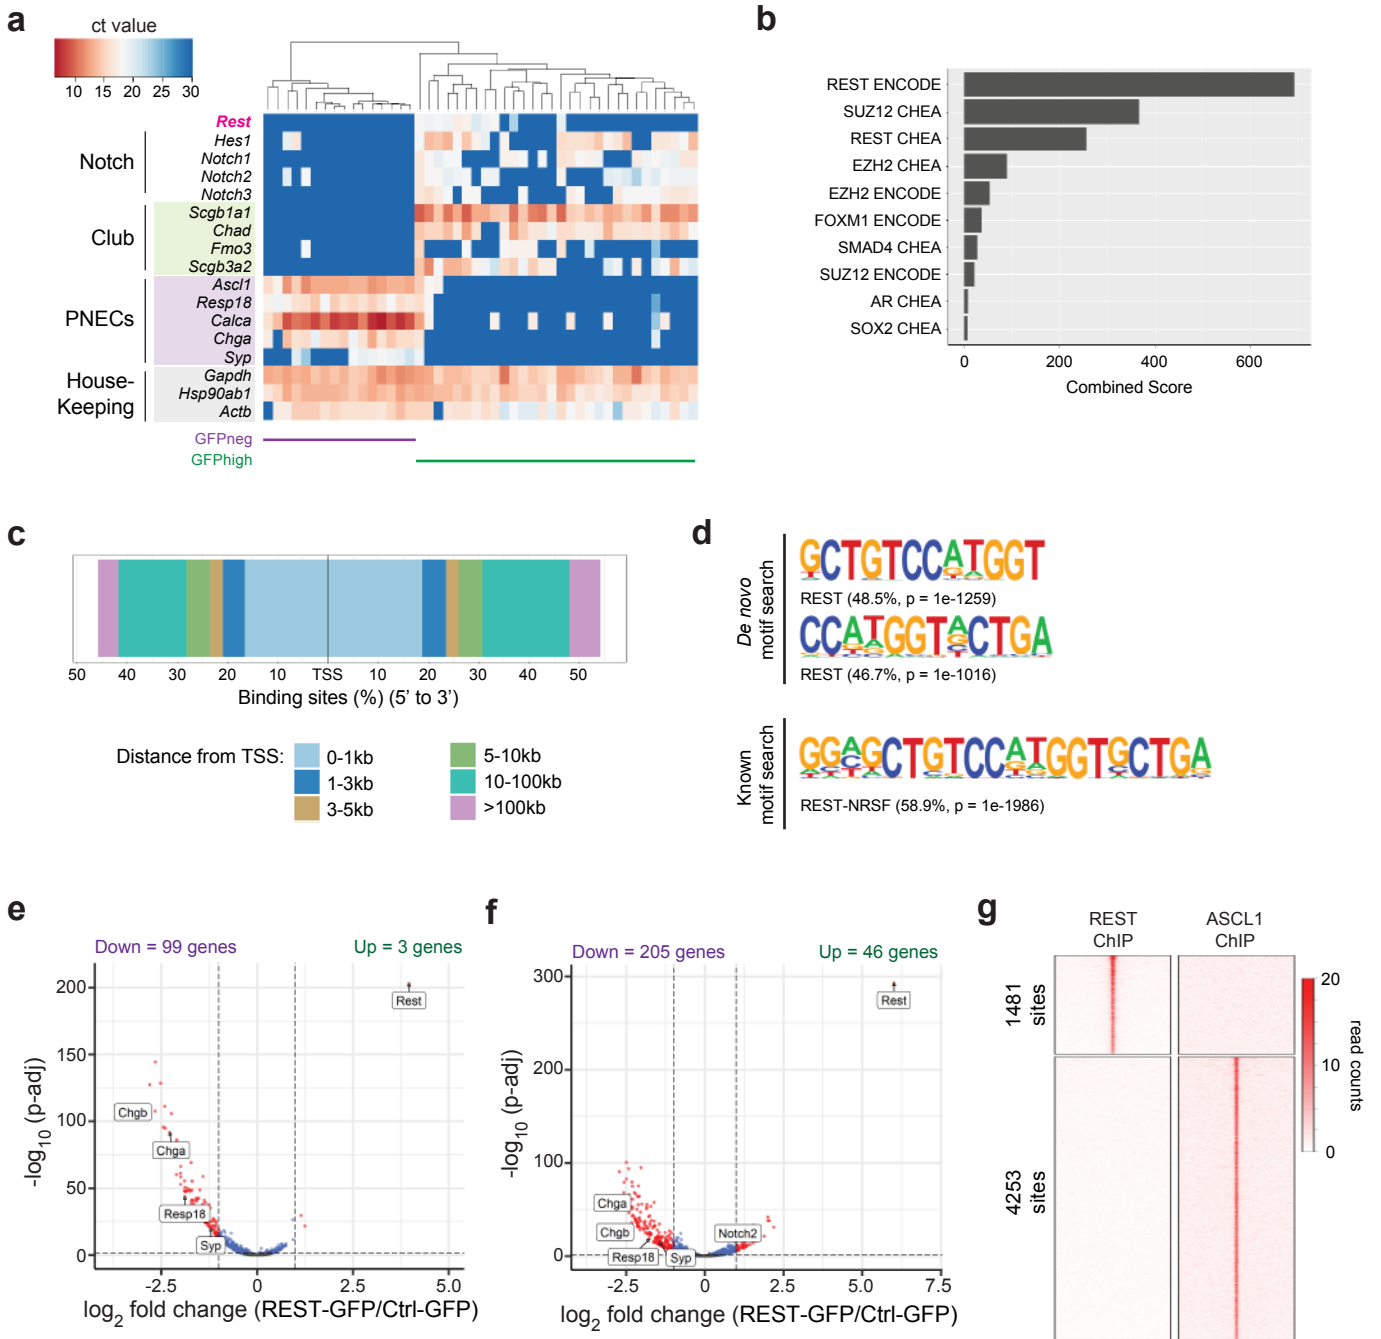 a
ct value
10 15 20 25 30
Rest
Notch
Hes1
Notch1
Notch2
Notch3
Club
Scgb1a1
Chad
Fmo3
Scgb3a2
PNECs
Ascl1
Resp18
Calca
Chga
Syp
House-
Keeping
Gapdh
Hsp90ab1
Actb
GFPneg
GFPhigh
b
REST ENCODE
SUZ12 CHEA
REST CHEA
EZH2 CHEA
EZH2 ENCODE
FOXM1 ENCODE
SMAD4 CHEA
SUZ12 ENCODE
AR CHEA
SOX2 CHEA
0 200 400 600
Combined Score
c
50 40 30 20 10 TSS 10 20 30 40 50
Binding sites (%) (5’ to 3’)
Distance from TSS:
0-1kb
1-3kb
3-5kb
5-10kb
10-100kb
>100kb
d
De novo
motif search
GCTGTCCATGGT
REST (48.5%, p = 1e-1259)
CCATGGTACTGA
REST (46.7%, p = 1e-1016)
Known
motif search
GGAGCTGTCCATGGTGCTGA
REST-NRSF (58.9%, p = 1e-1986)
e
Down = 99 genes Up = 3 genes
-log10 (p-adj)
200
150
100
50
0
Rest
Chgb
Chga
Resp18
Syp
-2.5 0 2.5 5.0
log2 fold change (REST-GFP/Ctrl-GFP)
f
Down = 205 genes Up = 46 genes
-log10 (p-adj)
300
200
100
0
Rest
Chga
Chgb
Notch2
Resp18
Syp
-2.5 0 2.5 5.0 7.5
log2 fold change (REST-GFP/Ctrl-GFP)
g
REST
ChIP
ASCL1
ChIP
1481
sites
4253
sites
20
10
0
read counts